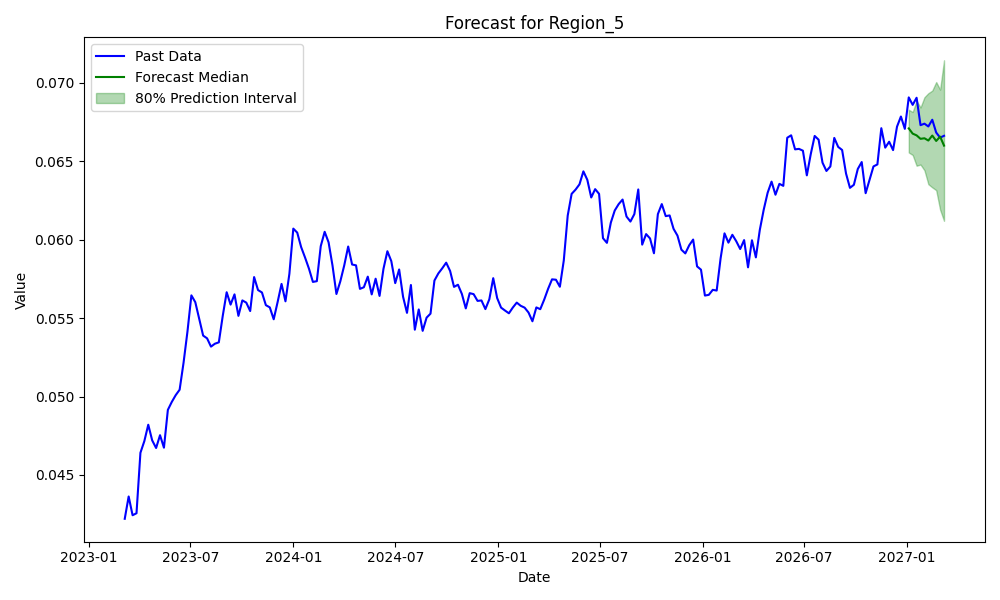 Forecast for Region_5
Past Data
Forecast Median
80% Prediction Interval
0.070
0.065
0.060
0.055
0.050
0.045
Value
2023-01
2023-07
2024-01
2024-07
2025-01
2025-07
2026-01
2026-07
2027-01
Date